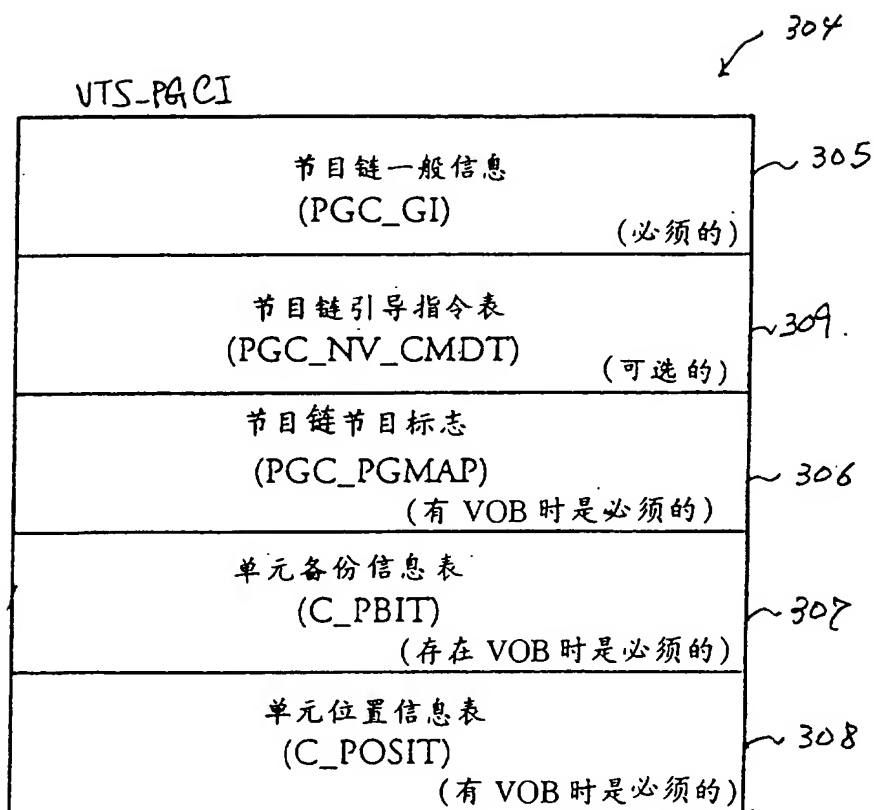 304
VTS_PGCI
节目链一般信息
(PGC_GI)
(必须的)
305
节目链引导指令表
(PGC_NV_CMDT)
(可选的)
309.
节目链节目标志
(PGC_PGMAP)
(有 VOB 时是必须的)
306
单元备份信息表
(C_PBIT)
(存在 VOB 时是必须的)
307
单元位置信息表
(C_POSIT)
(有 VOB 时是必须的)
308